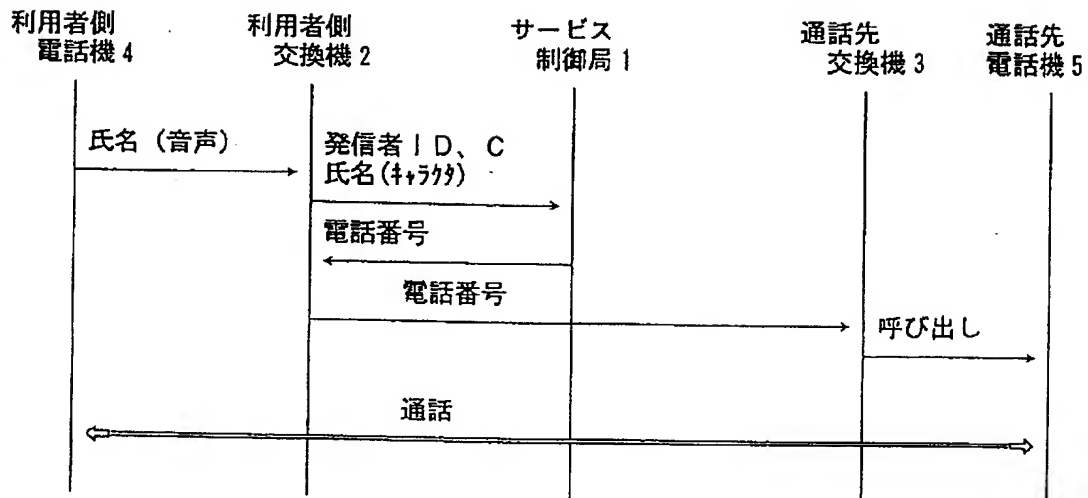 利用者側
電話機4
利用者側
交換機2
サービス
制御局1
通話先
交換機3
通話先
電話機5
氏名(音声)
発信者ID、C
氏名(ｷｬﾗｸﾀ)
電話番号
電話番号
呼び出し
通話